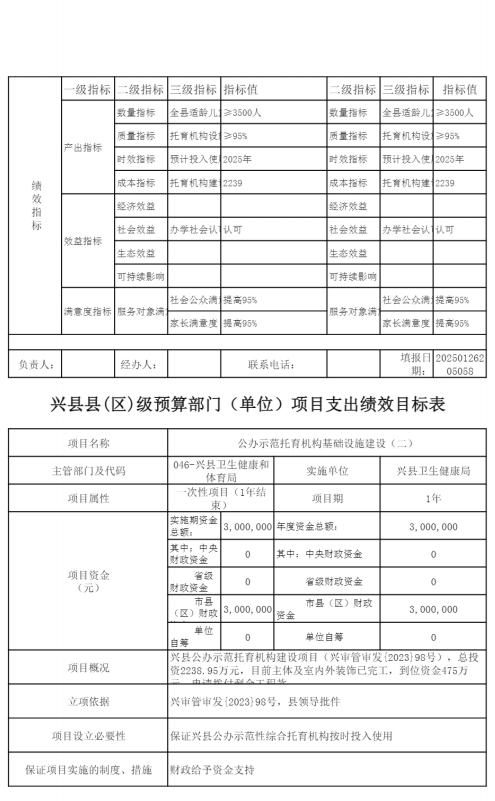 一级指标 二级指标 三级指标 指标值 二级指标 三级指标 指标值
绩效指标
产出指标
数量指标 全县适龄儿 ≥3500人 数量指标 全县适龄儿 ≥3500人
质量指标 托育机构设 ≥95% 质量指标 托育机构设 ≥95%
时效指标 预计投入使 2025年 时效指标 预计投入使 2025年
成本指标 托育机构建 2239 成本指标 托育机构建 2239
效益指标
经济效益 经济效益
社会效益 办学社会认 认可 社会效益 办学社会认 认可
生态效益 生态效益
可持续影响 可持续影响
满意度指标 服务对象满 社会公众满 提高95% 服务对象满 社会公众满 提高95%
家长满意度 提高95% 家长满意度 提高95%
负责人： 经办人： 联系电话： 填报日期： 20250126205058
兴县县(区)级预算部门（单位）项目支出绩效目标表
项目名称 公办示范托育机构基础设施建设（二）
主管部门及代码 046-兴县卫生健康和体育局 实施单位 兴县卫生健康局
项目属性 一次性项目（1年结束） 项目期 1年
项目资金
（元）
实施期资金总额： 3,000,000 年度资金总额： 3,000,000
其中：中央财政资金 0 其中：中央财政资金 0
省级财政资金 0 省级财政资金 0
市县（区）财政 3,000,000 市县（区）财政资金 3,000,000
单位自筹 0 单位自筹 0
项目概况 兴县公办示范托育机构建设项目（兴审管审发{2023}98号），总投
资2238.95万元，目前主体及室内外装饰已完工，到位资金475万
立项依据 兴审管审发{2023}98号，县领导批件
项目设立必要性 保证兴县公办示范性综合托育机构按时投入使用
保证项目实施的制度、措施 财政给予资金支持